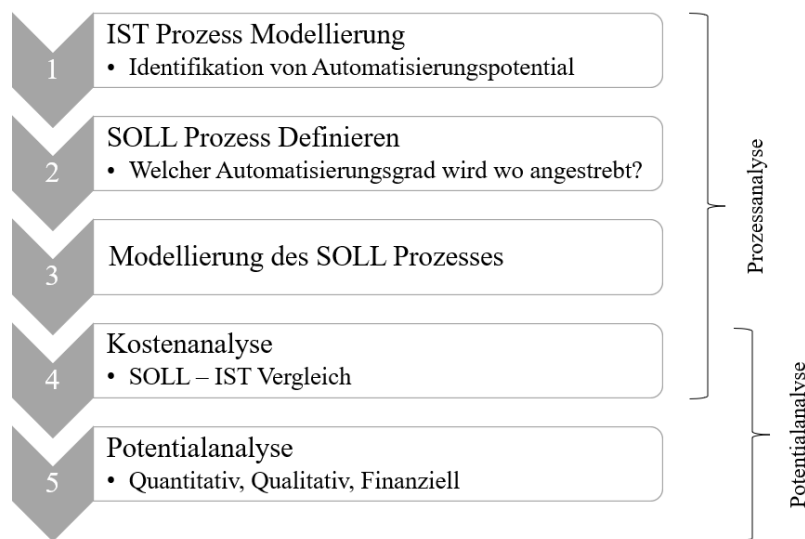 1
IST Prozess Modellierung
• Identifikation von Automatisierungspotential
2
SOLL Prozess Definieren
• Welcher Automatisierungsgrad wird wo angestrebt?
3
Modellierung des SOLL Prozesses
4
Kostenanalyse
• SOLL – IST Vergleich
5
Potentialanalyse
• Quantitativ, Qualitativ, Finanziell
Prozessanalyse
Potentialanalyse